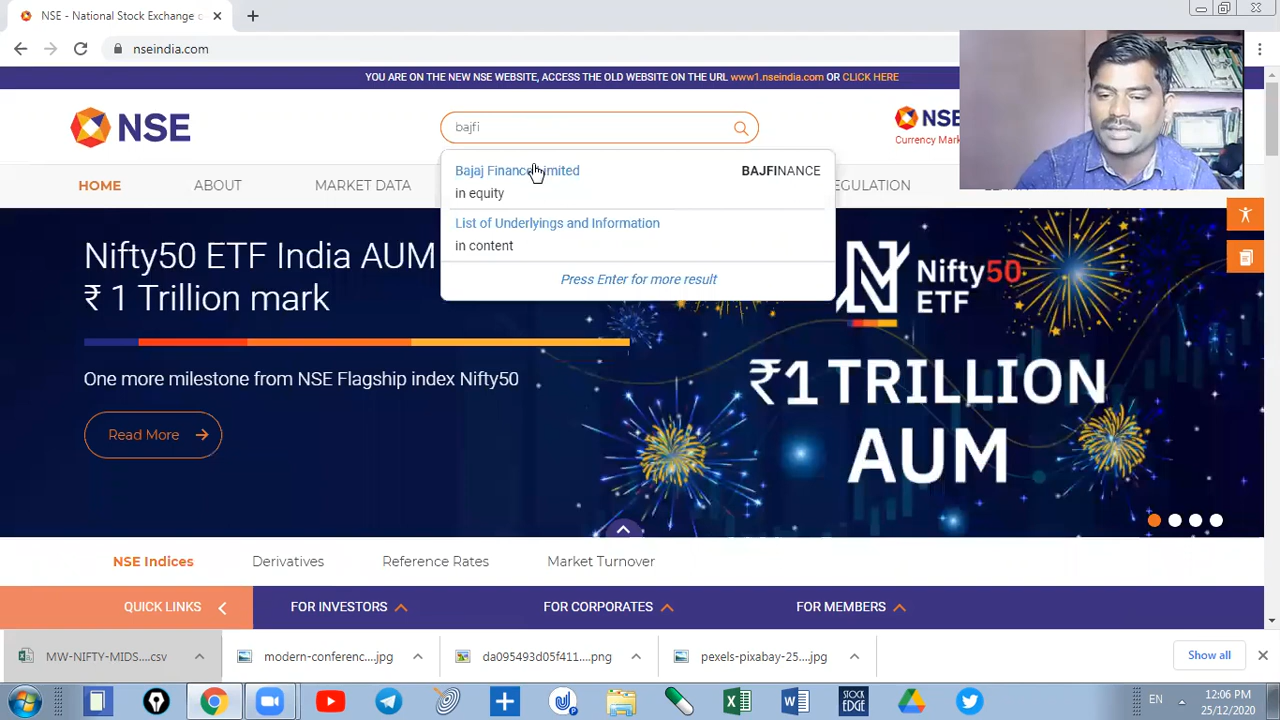 NSE - National Stock Exchange o
nseindia.com
YOU ARE ON THE NEW NSE WEBSITE, ACCESS THE OLD WEBSITE ON THE URL www1.nseindia.com OR CLICK HERE
NSE
bajfi
NSE
Currency Mark
Bajaj Finance Limited
BAJFINANCE
in equity
List of Underlyings and Information
in content
Press Enter for more result
HOME
ABOUT
MARKET DATA
EGULATION
Nifty50 ETF India AUM
₹ 1 Trillion mark
One more milestone from NSE Flagship index Nifty50
Read More
Nifty50
ETF
₹1 TRILLION
AUM
NSE Indices
Derivatives
Reference Rates
Market Turnover
QUICK LINKS
FOR INVESTORS
FOR CORPORATES
FOR MEMBERS
MW-NIFTY-MIDS....csv
modern-conferenc...jpg
da095493d05f411....png
pexels-pixabay-25....jpg
Show all
STOCK
EDGE
EN
12:06 PM
25/12/2020